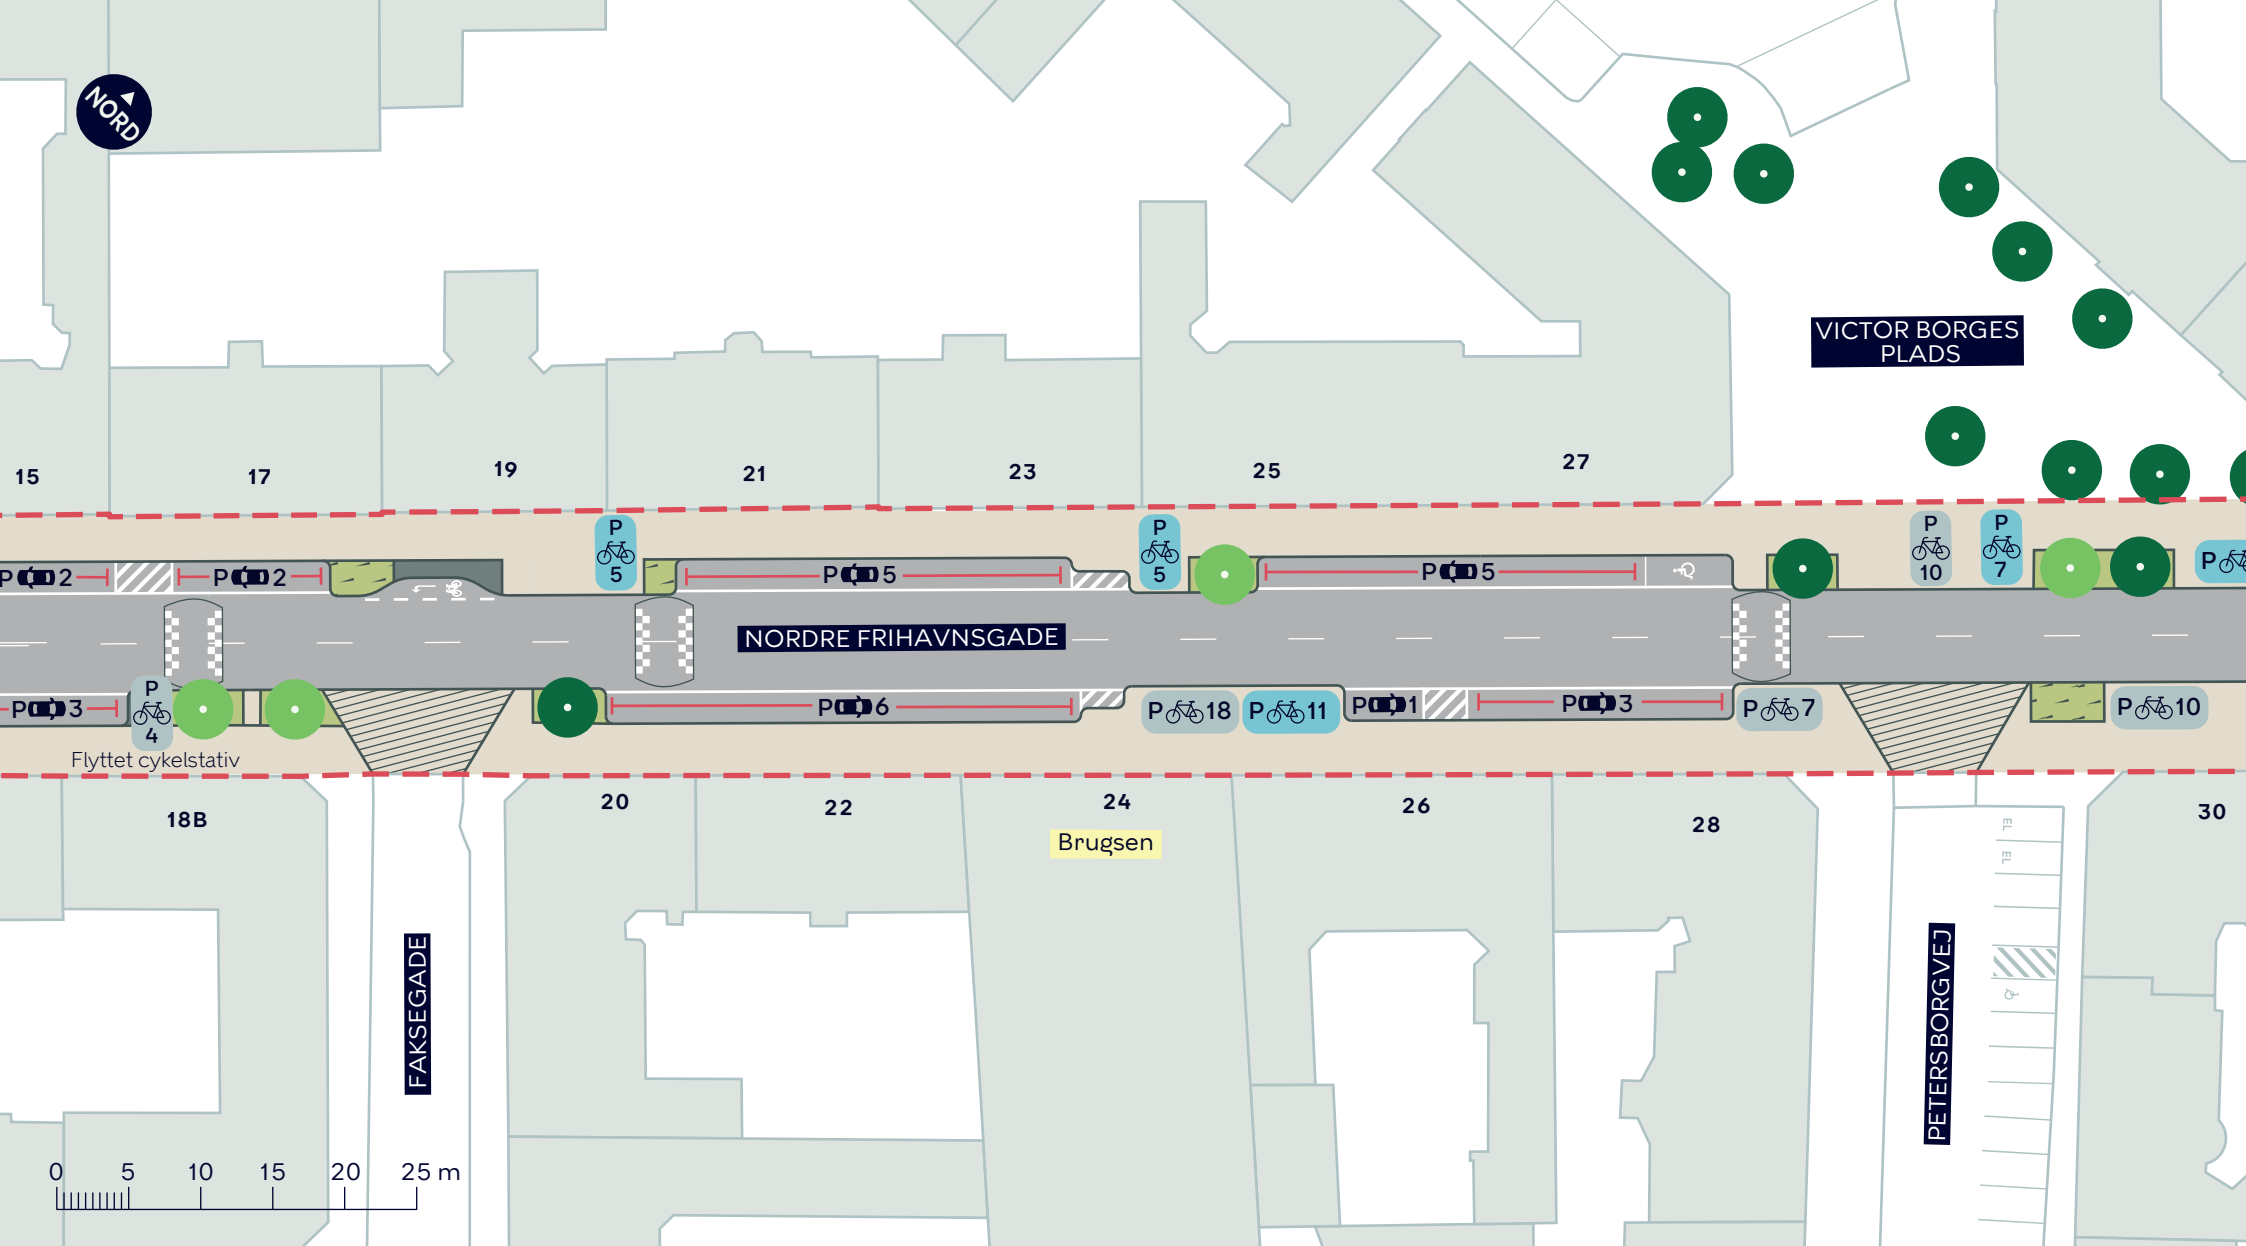 NORD
VICTOR BORGES
PLADS
15
17
19
21
23
25
27
P
5
P
5
P
10
P
7
P
P 2
P 2
P 5
P 5
NORDRE FRIHAVNSGADE
P 3
P
4
P 6
P 18
P 11
P 1
P 3
P 7
P 10
Flyttet cykelstativ
18B
20
22
24
26
28
30
Brugsen
EL
EL
FAKSEGADE
PETERSBORGVEJ
0 5 10 15 20 25 m